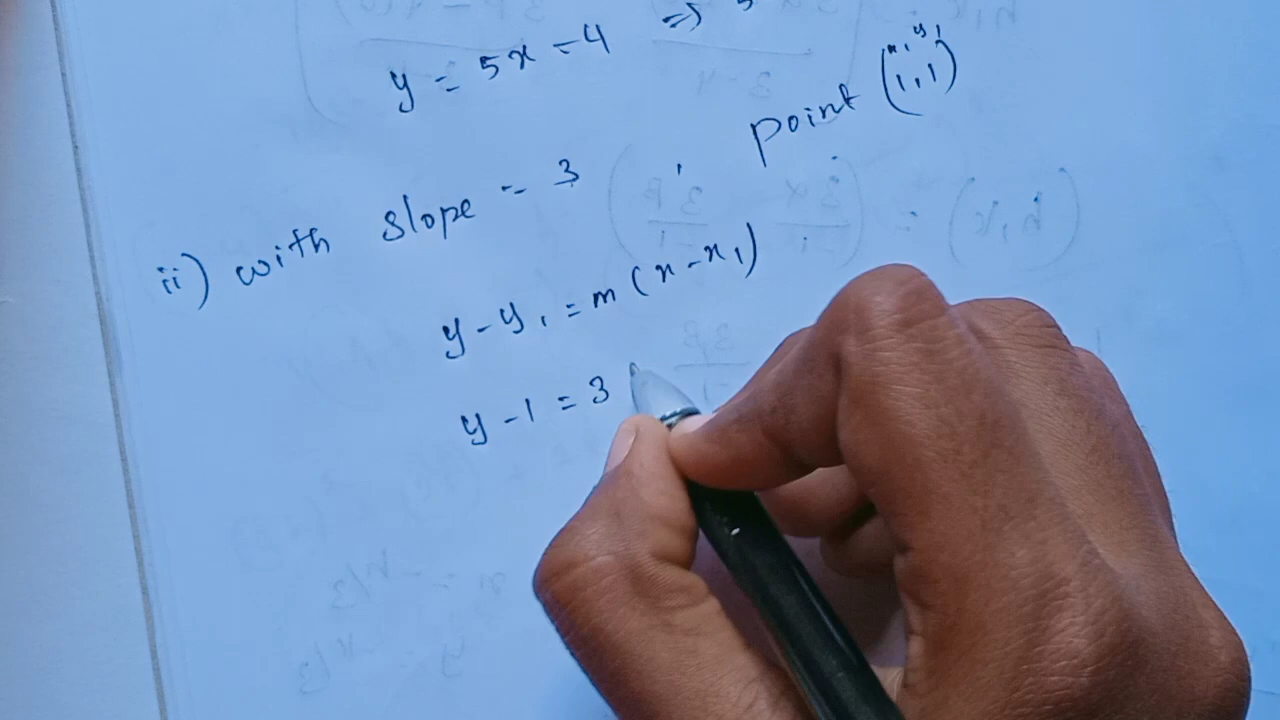 y = 5x - 4 ⇒
ii) with slope = 3 , point (1,1)
x₁ y₁
y - y₁ = m(x - x₁)
y - 1 = 3